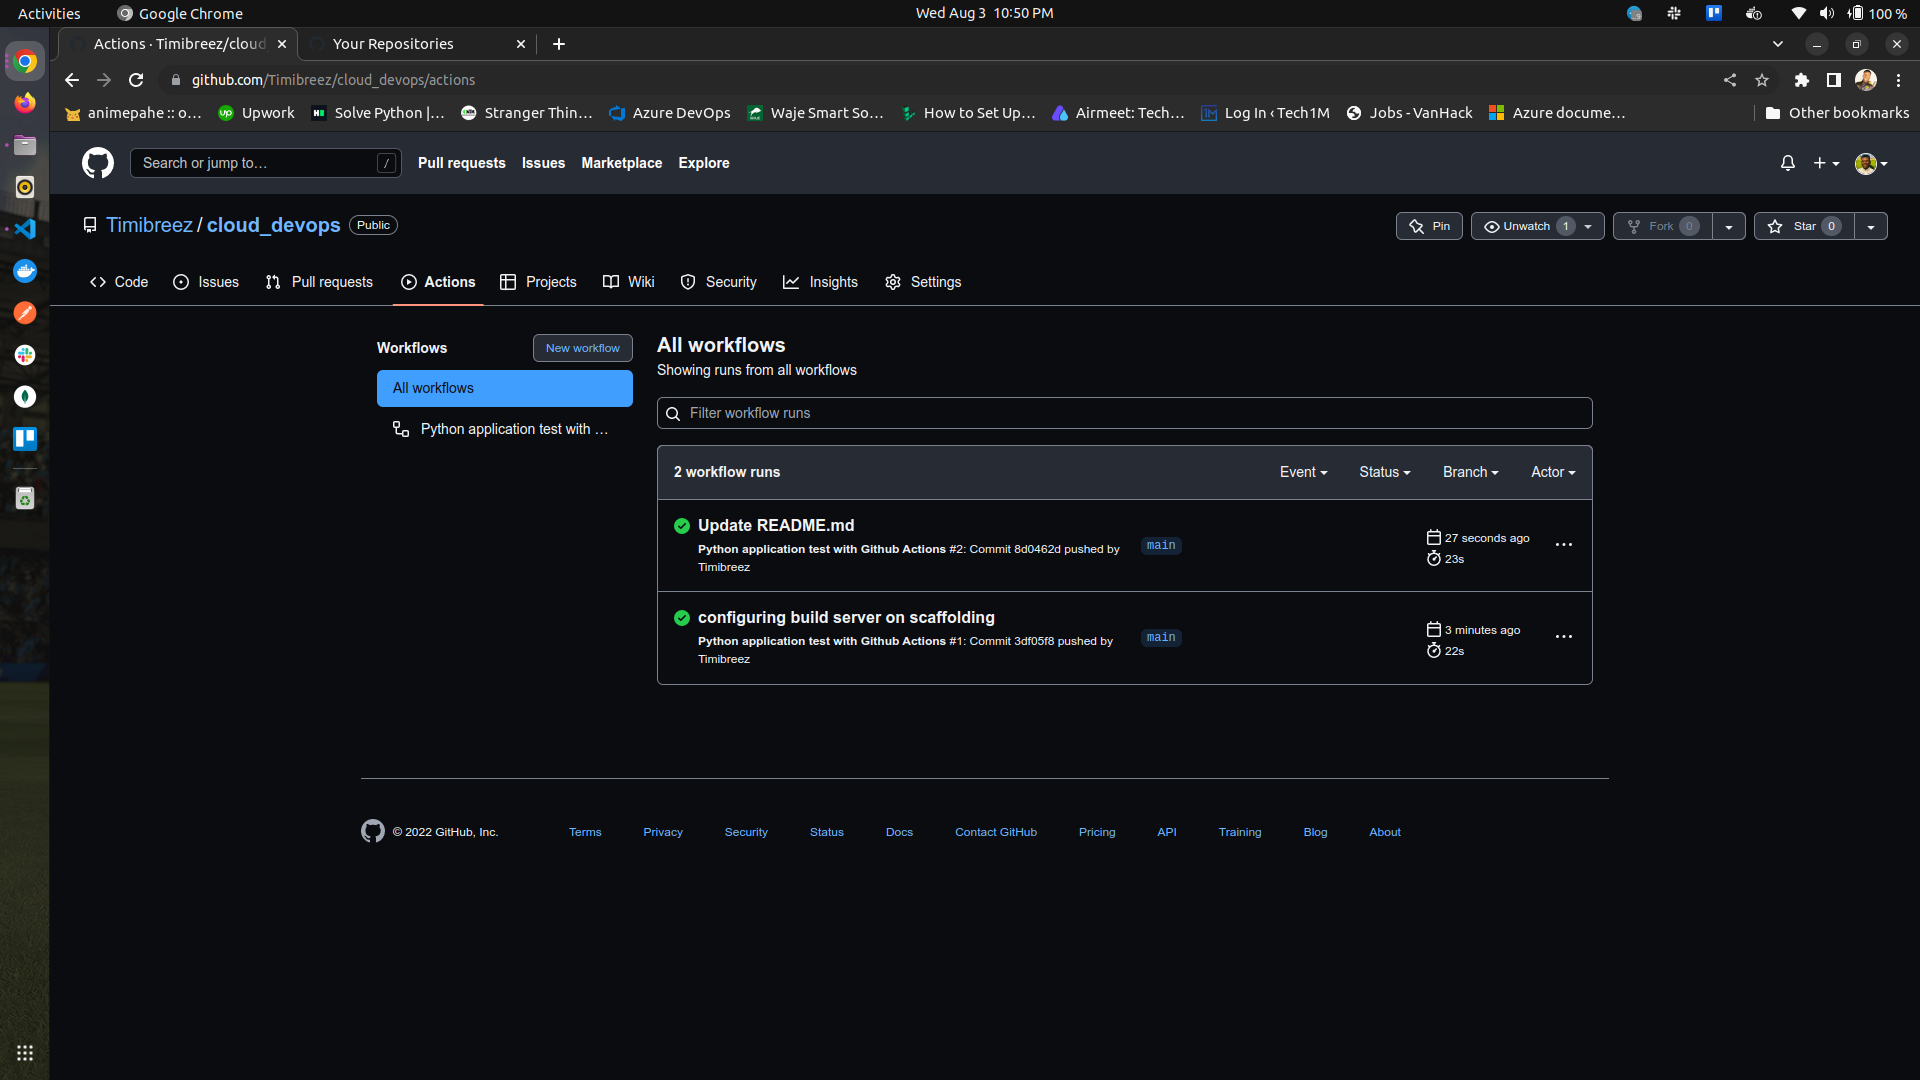 Activities
Google Chrome
Wed Aug 3 10:50 PM
100 %
Actions · Timibreez/cloud
Your Repositories
github.com/Timibreez/cloud_devops/actions
animepahe :: o…
Upwork
Solve Python |…
Stranger Thin…
Azure DevOps
Waje Smart So…
How to Set Up…
Airmeet: Tech…
Log In ‹ Tech1M
Jobs - VanHack
Azure docume…
Other bookmarks
Search or jump to…
/
Pull requests
Issues
Marketplace
Explore
Timibreez / cloud_devops
Public
Pin
Unwatch 1
Fork 0
Star 0
Code
Issues
Pull requests
Actions
Projects
Wiki
Security
Insights
Settings
Workflows
New workflow
All workflows
Python application test with …
All workflows
Showing runs from all workflows
Filter workflow runs
2 workflow runs
Event
Status
Branch
Actor
Update README.md
Python application test with Github Actions #2: Commit 8d0462d pushed by
Timibreez
main
27 seconds ago
23s
configuring build server on scaffolding
Python application test with Github Actions #1: Commit 3df05f8 pushed by
Timibreez
main
3 minutes ago
22s
© 2022 GitHub, Inc.
Terms
Privacy
Security
Status
Docs
Contact GitHub
Pricing
API
Training
Blog
About